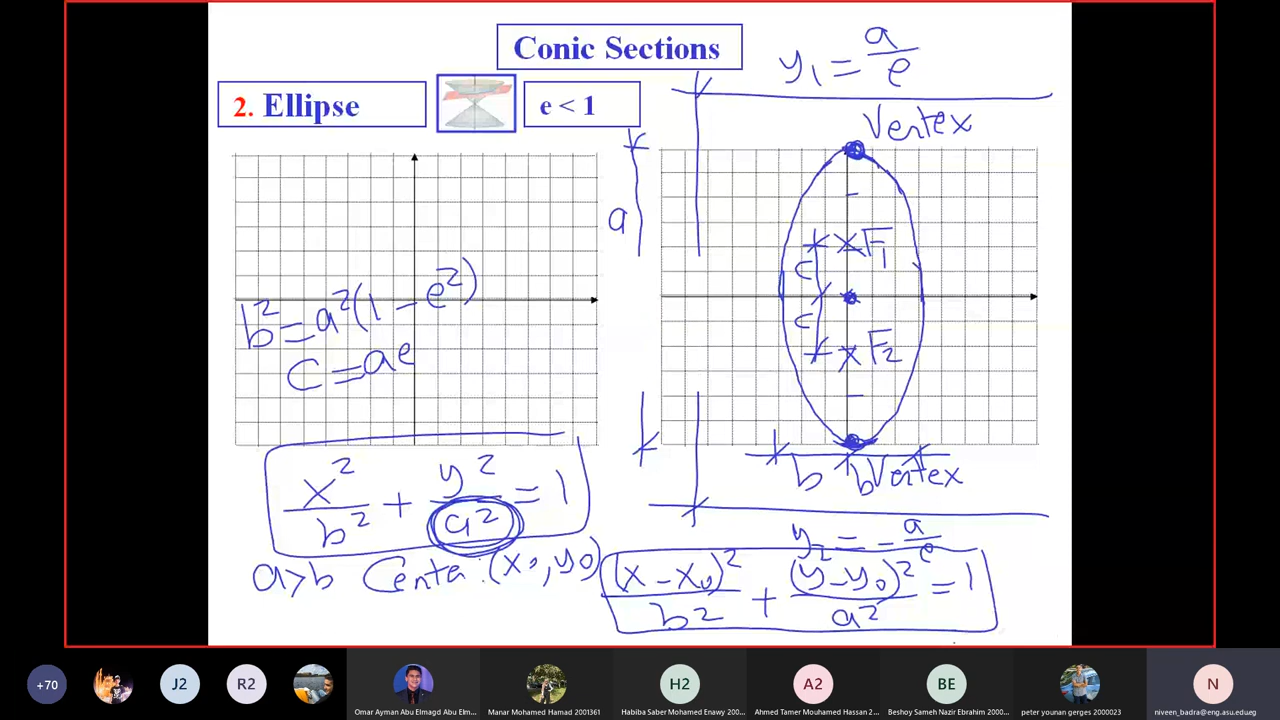 Conic Sections
2. Ellipse
e < 1
y₁ = a/e
Vertex
a
F₁
c
c
F₂
b² = a²(1 - e²)
c = ae
b b Vertex
x²/b² + y²/a² = 1
y₂ = - a/e
a>b Center: (x₀, y₀)
(x - x₀)²/b² + (y - y₀)²/a² = 1
+70
J2
R2
Omar Ayman Abu Elmagd Abu Elm...
Manar Mohamed Hamad 2001361
H2
Habiba Saber Mohamed Enawy 200...
A2
Ahmed Tamer Mouhamed Hassan 2...
BE
Beshoy Sameh Nazir Ebrahim 2000...
peter younan gerges 2000023
N
niveen_badra@eng.asu.edu.eg